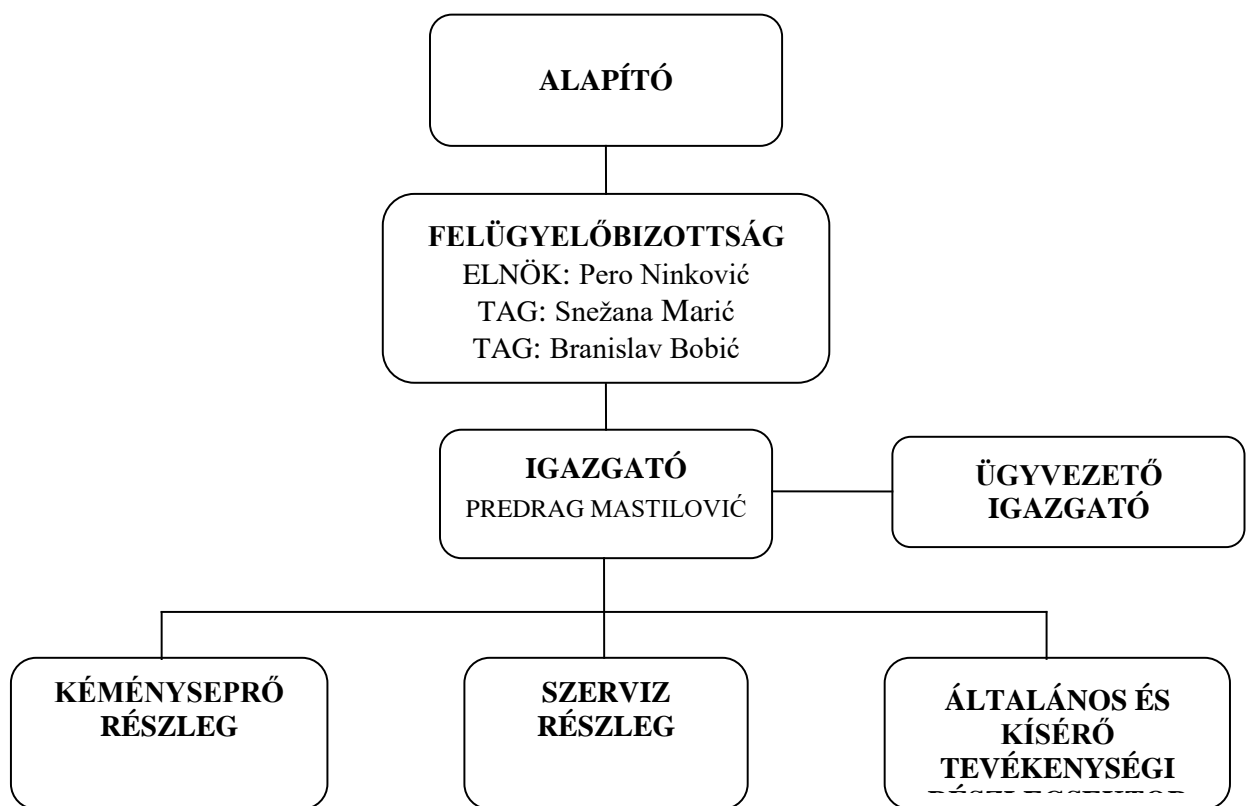 ALAPÍTÓ
FELÜGYELŐBIZOTTSÁG
ELNÖK: Pero Ninković
TAG: Snežana Marić
TAG: Branislav Bobić
IGAZGATÓ
PREDRAG MASTILOVIĆ
ÜGYVEZETŐ
IGAZGATÓ
KÉMÉNYSEPRŐ
RÉSZLEG
SZERVIZ
RÉSZLEG
ÁLTALÁNOS ÉS
KÍSÉRŐ
TEVÉKENYSÉGI